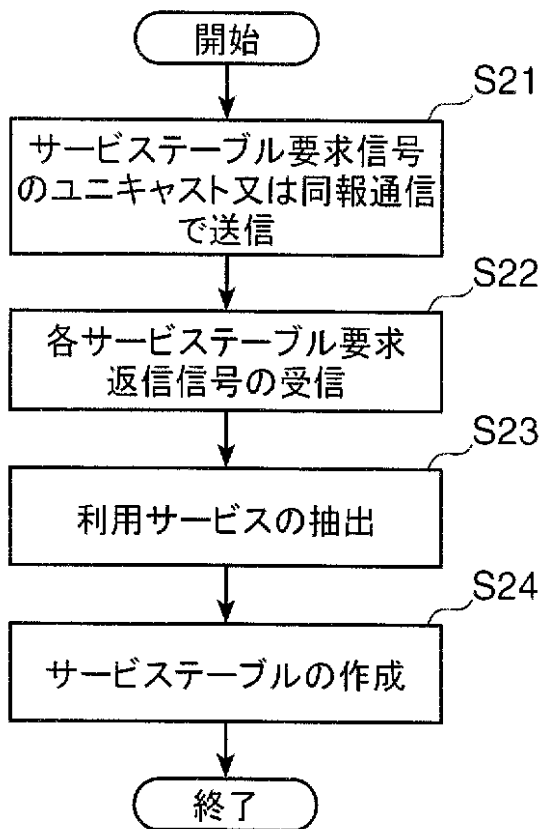 開始
S21
サービステーブル要求信号
のユニキャスト又は同報通信
で送信
S22
各サービステーブル要求
返信信号の受信
S23
利用サービスの抽出
S24
サービステーブルの作成
終了